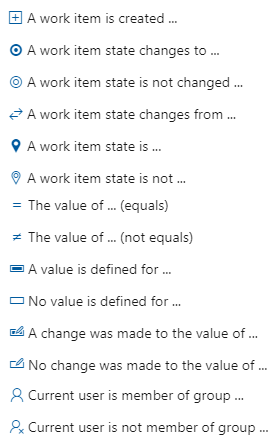 A work item is created ...
A work item state changes to ...
A work item state is not changed ...
A work item state changes from ...
A work item state is ...
A work item state is not ...
= The value of ... (equals)
≠ The value of ... (not equals)
A value is defined for ...
No value is defined for ...
A change was made to the value of ...
No change was made to the value of ...
Current user is member of group ...
Current user is not member of group ...